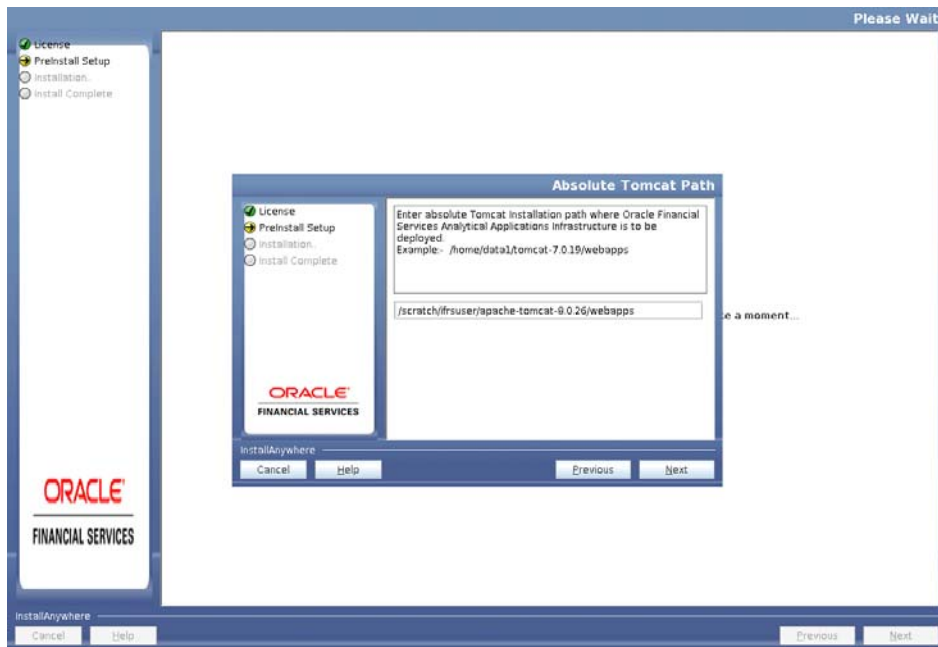 Please Wait
License
PreInstall Setup
Installation.
Install Complete
Absolute Tomcat Path
License
PreInstall Setup
Installation.
Install Complete
Enter absolute Tomcat Installation path where Oracle Financial
Services Analytical Applications Infrastructure is to be
deployed.
Example:- /home/data1/tomcat-7.0.19/webapps
/scratch/ifrsuser/apache-tomcat-8.0.26/webapps
e a moment...
ORACLE
FINANCIAL SERVICES
InstallAnywhere
Cancel
Help
Previous
Next
ORACLE
FINANCIAL SERVICES
InstallAnywhere
Cancel
Help
Previous
Next